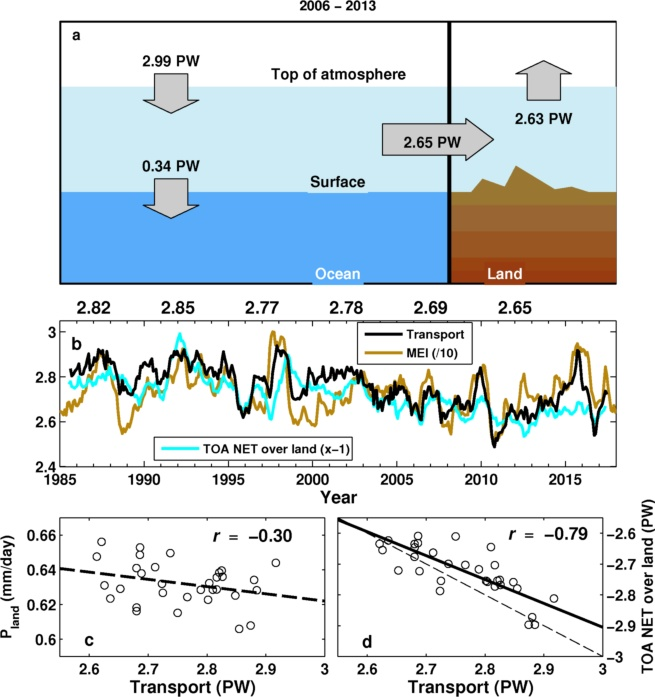 2006 − 2013
a
2.99 PW
Top of atmosphere
2.63 PW
2.65 PW
0.34 PW
Surface
Ocean
Land
2.82 2.85 2.77 2.78 2.69 2.65
3
b
Transport
MEI (/10)
2.8
2.6
TOA NET over land (x−1)
2.4
1985 1990 1995 2000 2005 2010 2015
Year
0.66
r = −0.30
0.64
0.62
0.6
c
P land (mm/day)
2.6 2.7 2.8 2.9 3
Transport (PW)
r = −0.79
−2.6
−2.7
−2.8
−2.9
−3
d
TOA NET over land (PW)
2.6 2.7 2.8 2.9 3
Transport (PW)